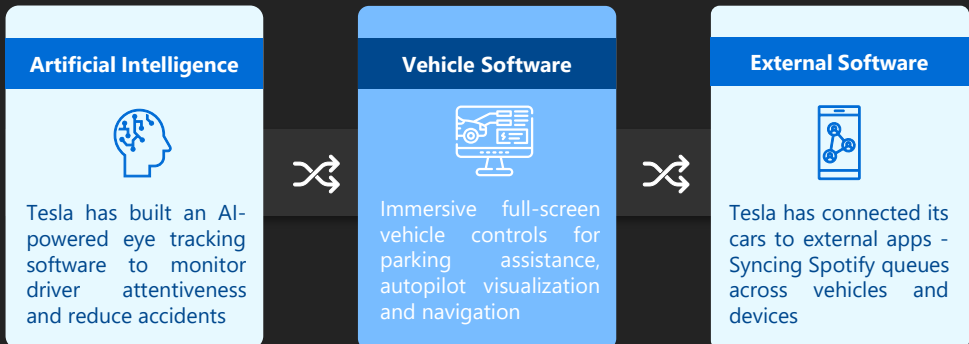 Artificial Intelligence
Tesla has built an AI-
powered eye tracking
software to monitor
driver attentiveness
and reduce accidents
Vehicle Software
Immersive full-screen
vehicle controls for
parking assistance,
autopilot visualization
and navigation
External Software
Tesla has connected its
cars to external apps -
Syncing Spotify queues
across vehicles and
devices